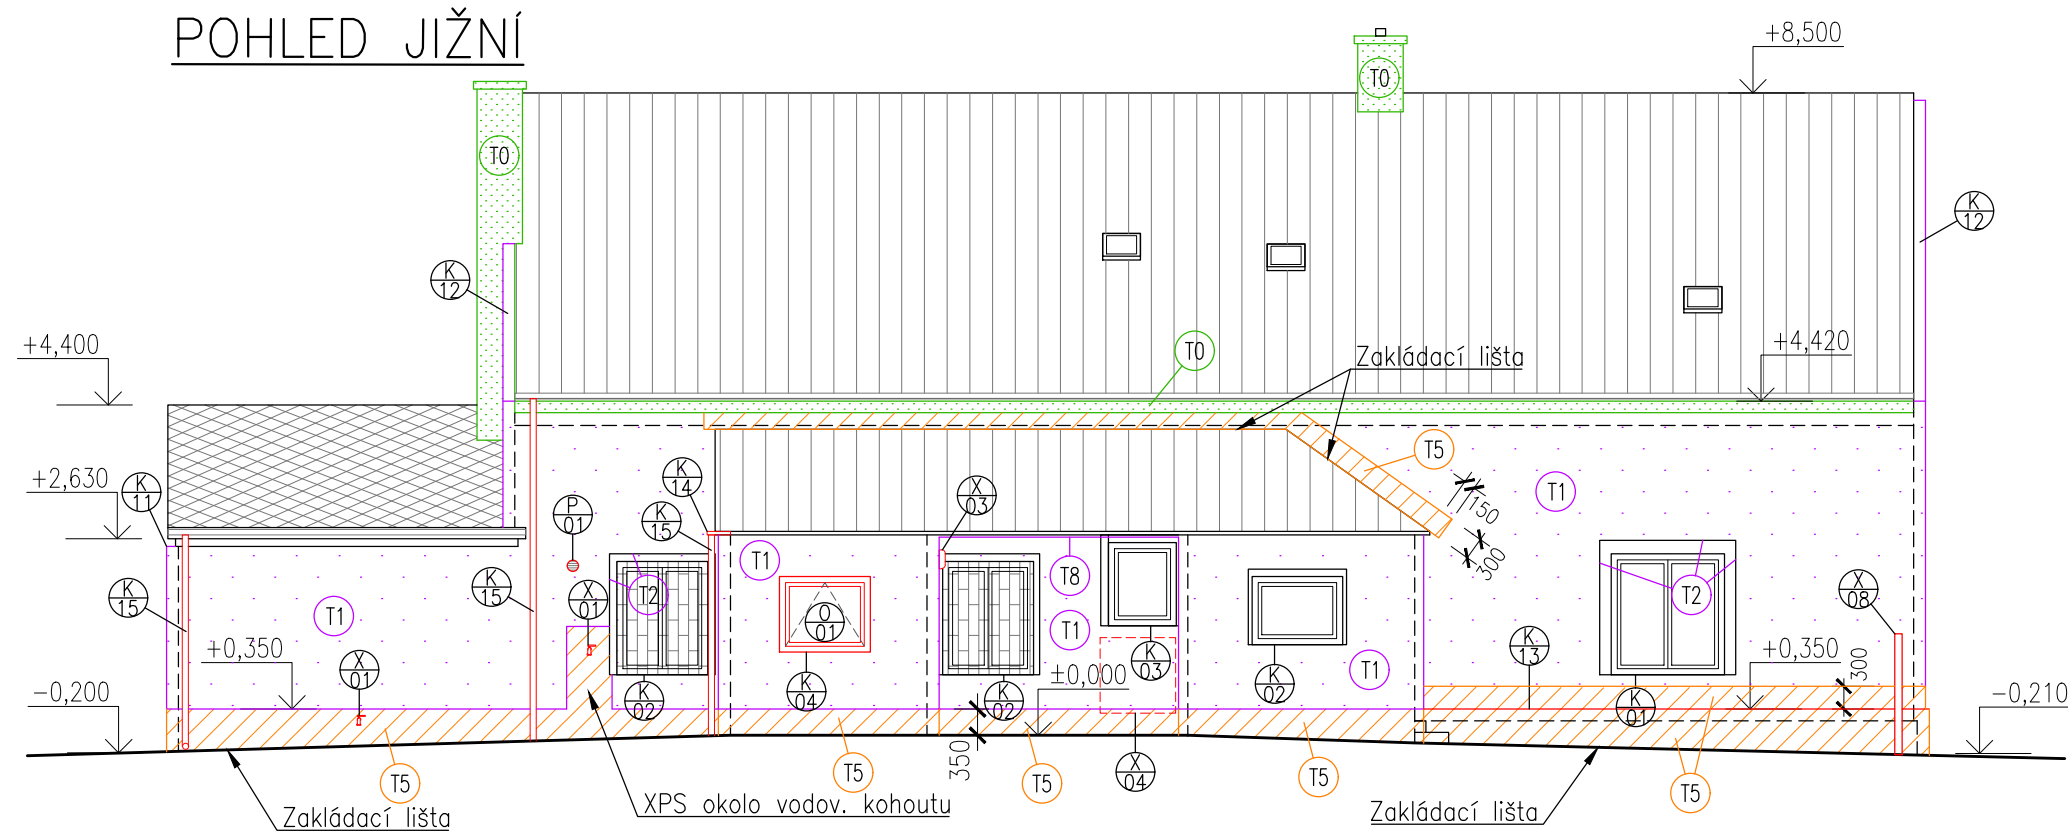 POHLED JIŽNÍ
+8,500
T0
T0
K
12
K
12
+4,400
T0
Zakládací lišta
+4,420
+2,630
K
11
K
14
K
15
P
01
X
03
T5
150
300
T1
K
15
T1
K
15
X
01
T2
T1
O
01
T8
T1
T2
X
08
+0,350
X
01
-0,200
K
02
K
04
K
02
±0,000
K
03
K
02
T1
K
13
K
01
+0,350
300
-0,210
350
T5
T5
T5
X
04
T5
T5
Zakládací lišta
XPS okolo vodov. kohoutu
Zakládací lišta